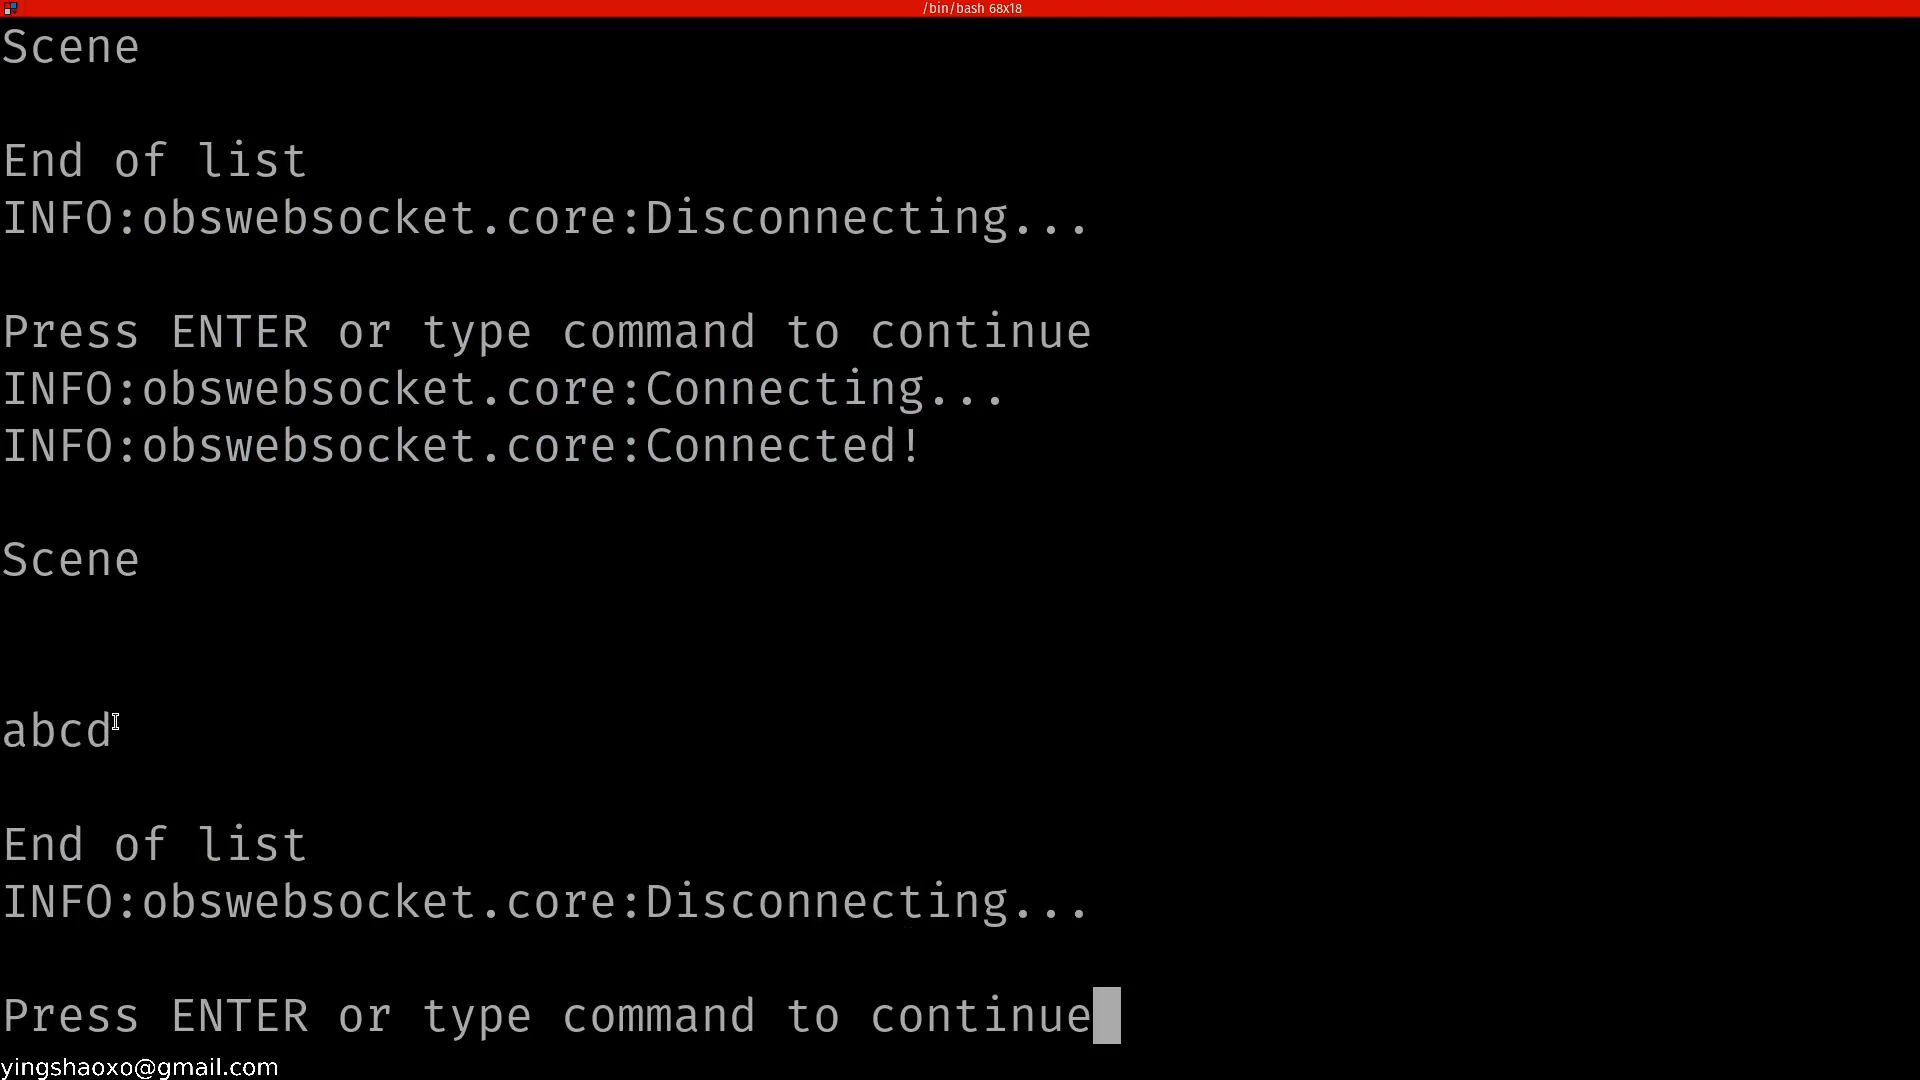 /bin/bash 68x18
Scene
End of list
INFO:obswebsocket.core:Disconnecting...
Press ENTER or type command to continue
INFO:obswebsocket.core:Connecting...
INFO:obswebsocket.core:Connected!
Scene
abcd
End of list
INFO:obswebsocket.core:Disconnecting...
Press ENTER or type command to continue
yingshaoxo@gmail.com